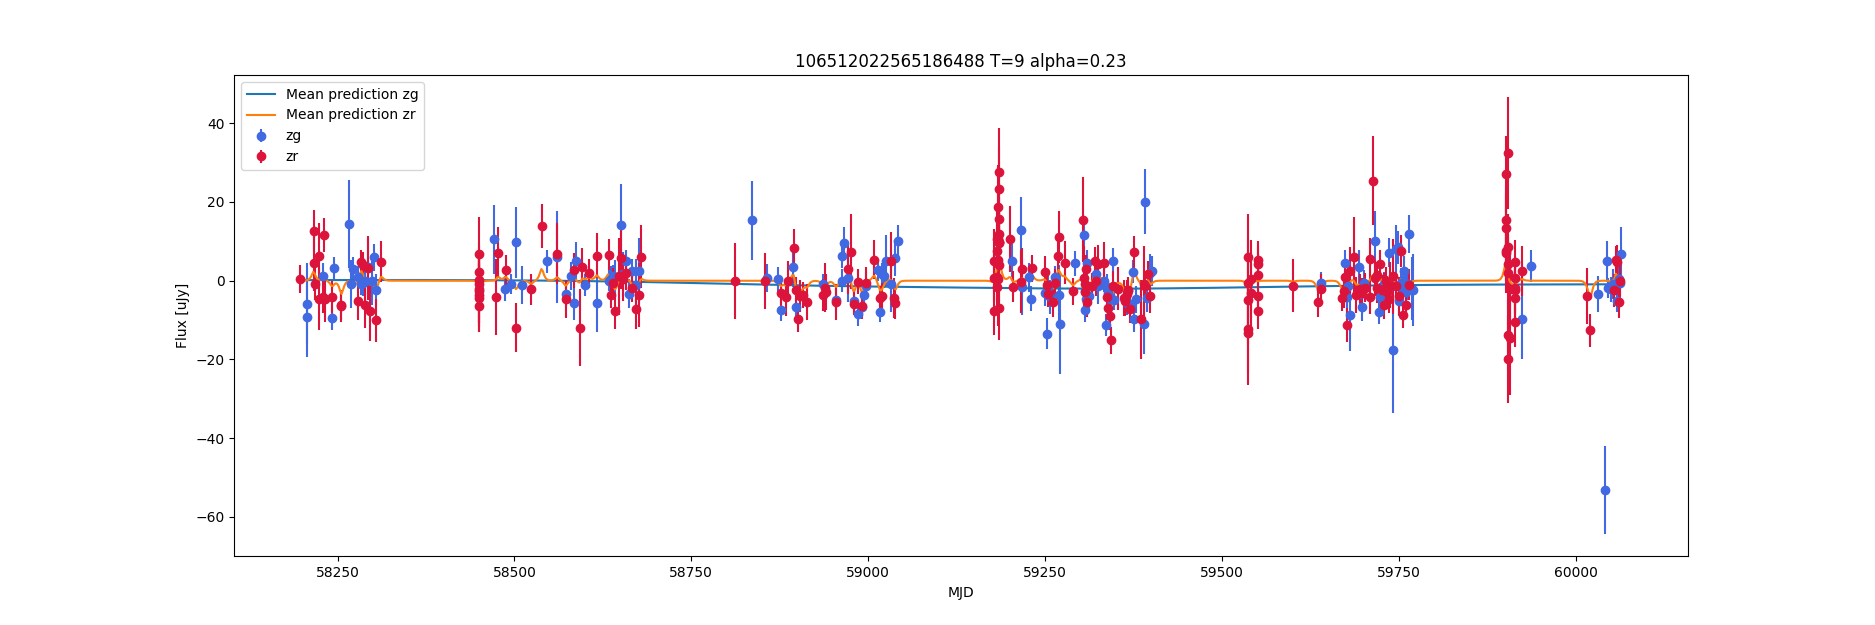 106512022565186488 T=9 alpha=0.23
Mean prediction zg
Mean prediction zr
zg
zr
40
20
0
−20
−40
−60
Flux [uJy]
58250
58500
58750
59000
59250
59500
59750
60000
MJD